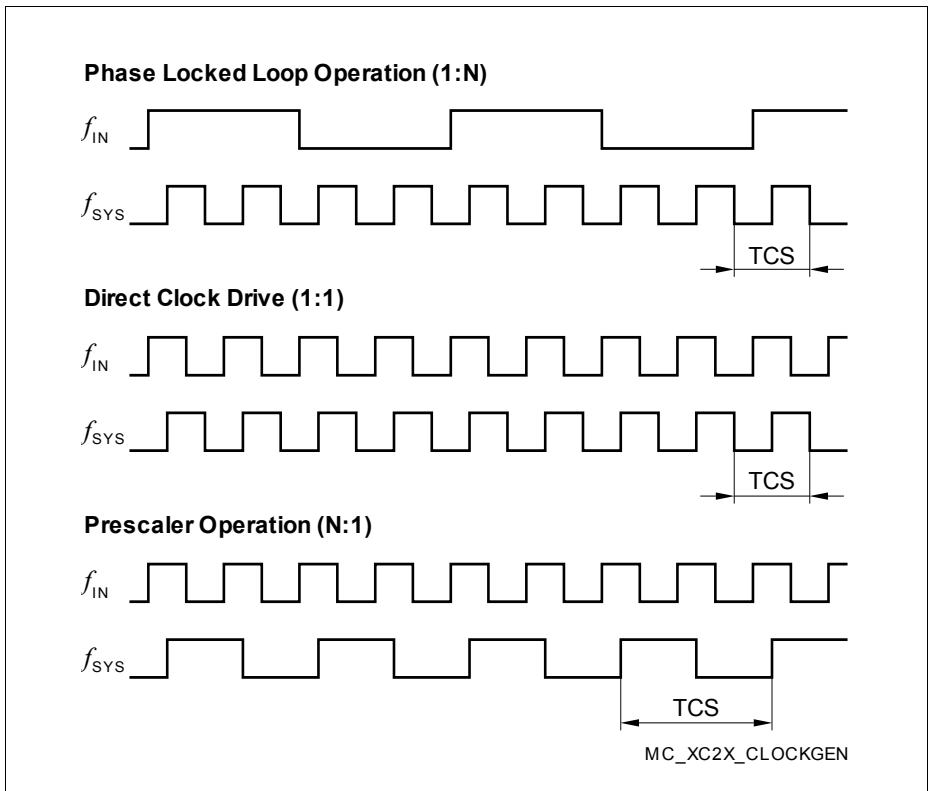 Phase Locked Loop Operation (1:N)
fIN
fSYS
TCS
Direct Clock Drive (1:1)
fIN
fSYS
TCS
Prescaler Operation (N:1)
fIN
fSYS
TCS
MC_XC2X_CLOCKGEN